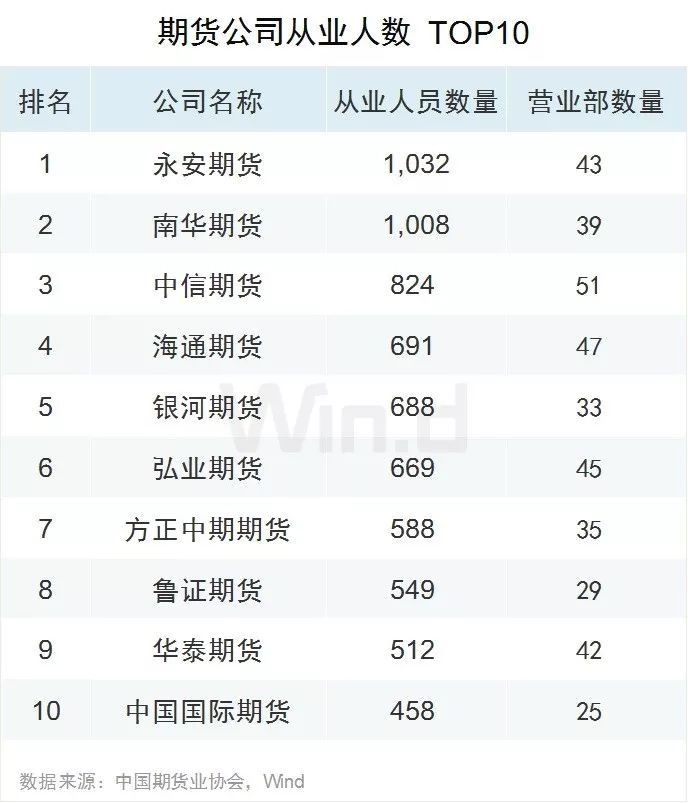 期货公司从业人数 TOP10
排名 公司名称 从业人员数量 营业部数量
1 永安期货 1,032 43
2 南华期货 1,008 39
3 中信期货 824 51
4 海通期货 691 47
5 银河期货 688 33
Win.d
6 弘业期货 669 45
7 方正中期期货 588 35
8 鲁证期货 549 29
9 华泰期货 512 42
10 中国国际期货 458 25
数据来源：中国期货业协会，Wind